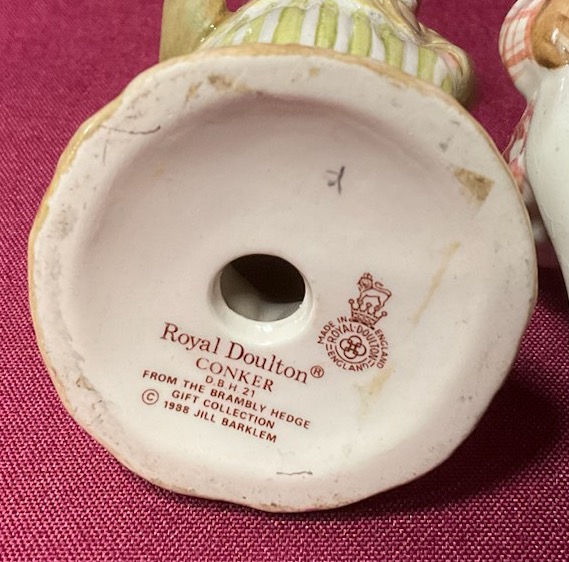 Royal Doulton®
CONKER
D.B.H. 21
FROM THE BRAMBLY HEDGE
GIFT COLLECTION
© 1988 JILL BARKLEM
MADE IN ENGLAND
ROYAL·DOULTON
ENGLAND